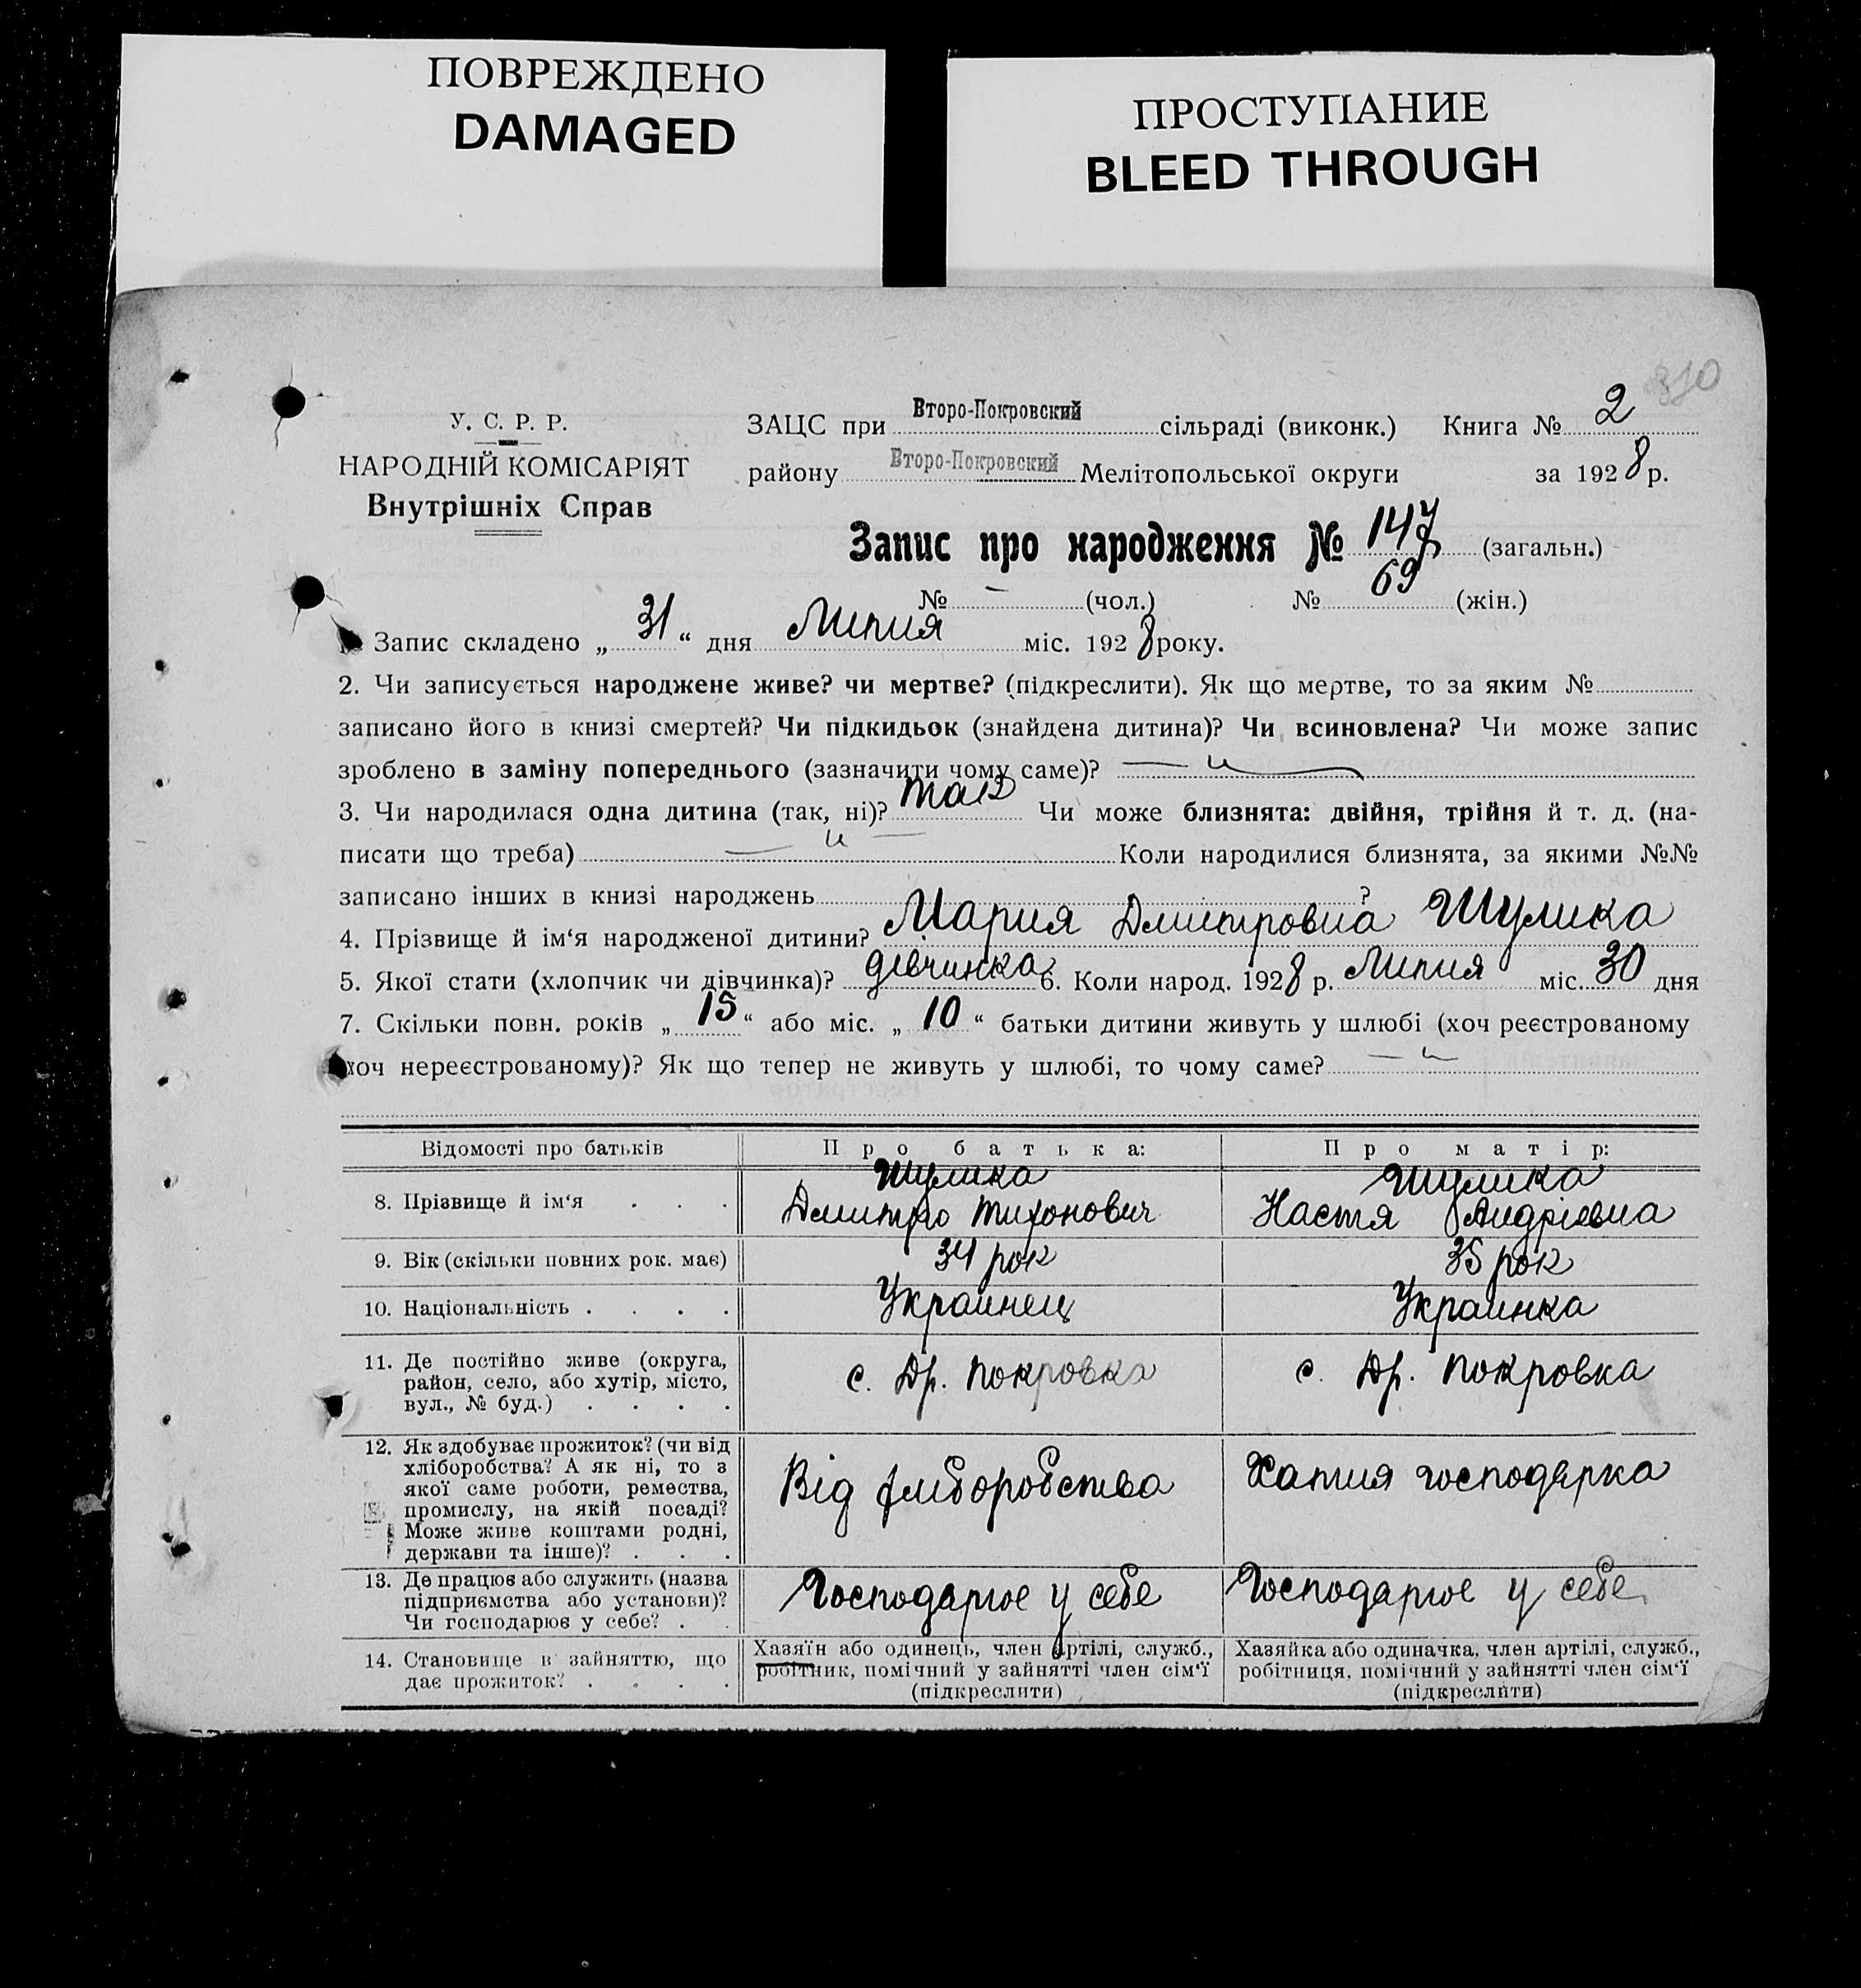 ПОВРЕЖДЕНО
DAMAGED
ПРОСТУПАНИЕ
BLEED THROUGH
310
У. С. Р. Р.
НАРОДНІЙ КОМІСАРІЯТ
Внутрішніх Справ
ЗАЦС при Второ-Покровский сільраді (виконк.) Книга № 2
району Второ-Покровский Мелітопольської округи за 1928 р.
Запис про народження № 147 (загальн.)
№ — (чол.) № 69 (жін.)
1. Запис складено „ 31 “ дня Липня міс. 1928 року.
2. Чи записується народжене живе? чи мертве? (підкреслити). Як що мертве, то за яким №
записано його в книзі смертей? Чи підкидьок (знайдена дитина)? Чи всиновлена? Чи може запис
зроблено в заміну попереднього (зазначити чому саме)? — „ —
3. Чи народилася одна дитина (так, ні)? так Чи може близнята: двійня, трійня й т. д. (на-
писати що треба) — „ — Коли народилися близнята, за якими №№
записано інших в книзі народжень ?
4. Прізвище й ім‘я народженої дитини? Мария Дмитровна Шулика
5. Якої стати (хлопчик чи дівчинка)? дівчинка 6. Коли народ. 1928 р. Липня міс. 30 дня
7. Скільки повн. років „ 15 “ або міс. „ 10 “ батьки дитини живуть у шлюбі (хоч реєстрованому
хоч нереєстрованому)? Як що тепер не живуть у шлюбі, то чому саме? — „
Відомості про батьків Про батька: Про матір:
8. Прізвище й ім‘я . . . Шулика Дмитро Тихонович Шулика Настя Андрієвна
9. Вік (скільки повних рок. має) 34 рок 35 рок
10. Національність . . . . Украинец Украинка
11. Де постійно живе (округа,
район, село, або хутір, місто,
вул., № буд.) . . . .
с. Др. Покровка с. Др. Покровка
12. Як здобуває прожиток? (чи від
хліборобства? А як ні, то з
якої саме роботи, ремества,
промислу, на якій посаді?
Може живе коштами родні,
держави та інше)? . . .
Від хліборобства Хатня господарка
13. Де працює або служить (назва
підприємства або установи)?
Чи господарює у себе? . .
Господарює у себе Господарює у себе
14. Становище в зайняттю, що
дає прожиток? . . . .
Хазяїн або одинець, член артілі, служб.,
робітник, помічний у зайнятті член сім‘ї
(підкреслити)
Хазяйка або одиначка, член артілі, служб.,
робітниця, помічний у зайнятті член сім‘ї
(підкреслити)